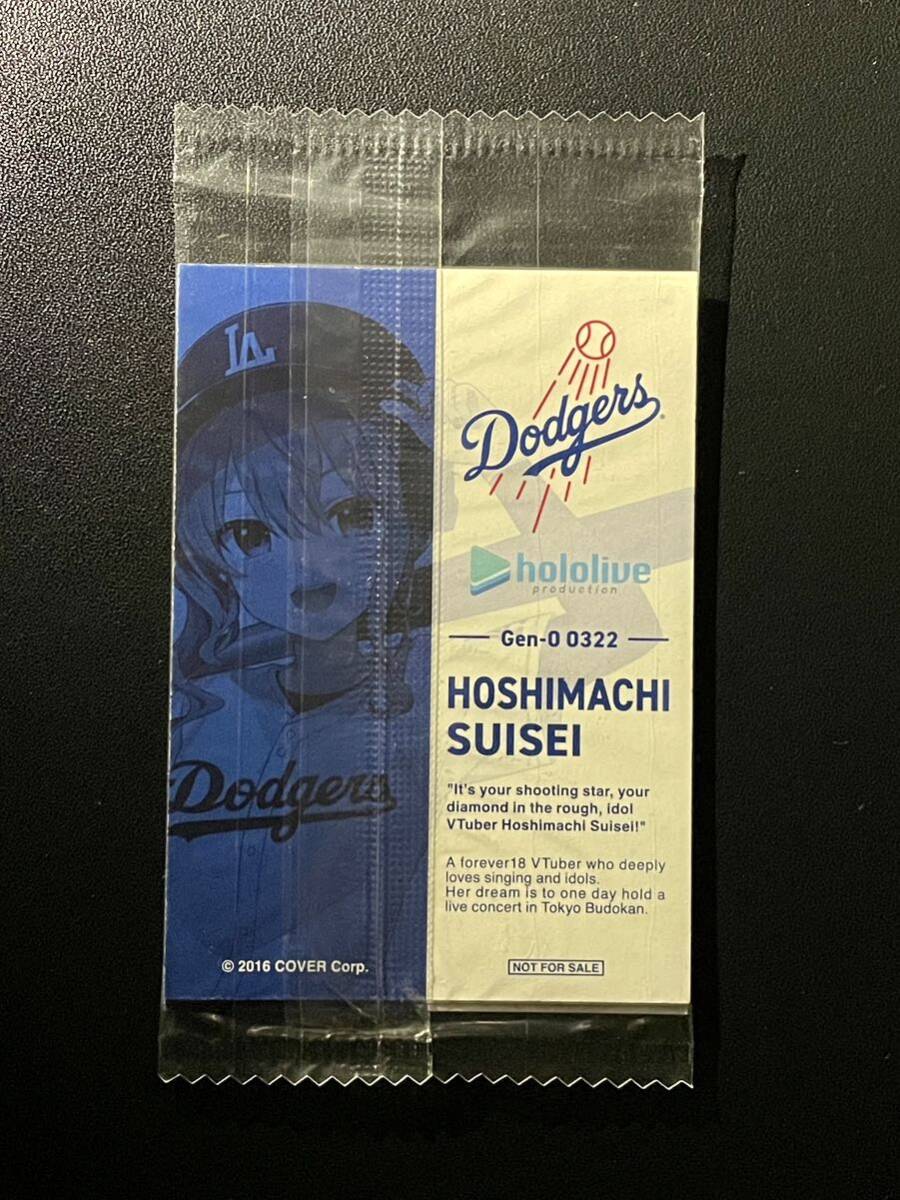 LA
Dodgers
hololive
production
Gen-0 0322
HOSHIMACHI
SUISEI
"It's your shooting star, your
diamond in the rough, idol
VTuber Hoshimachi Suisei!"
A forever18 VTuber who deeply
loves singing and idols.
Her dream is to one day hold a
live concert in Tokyo Budokan.
NOT FOR SALE
Dodgers
© 2016 COVER Corp.